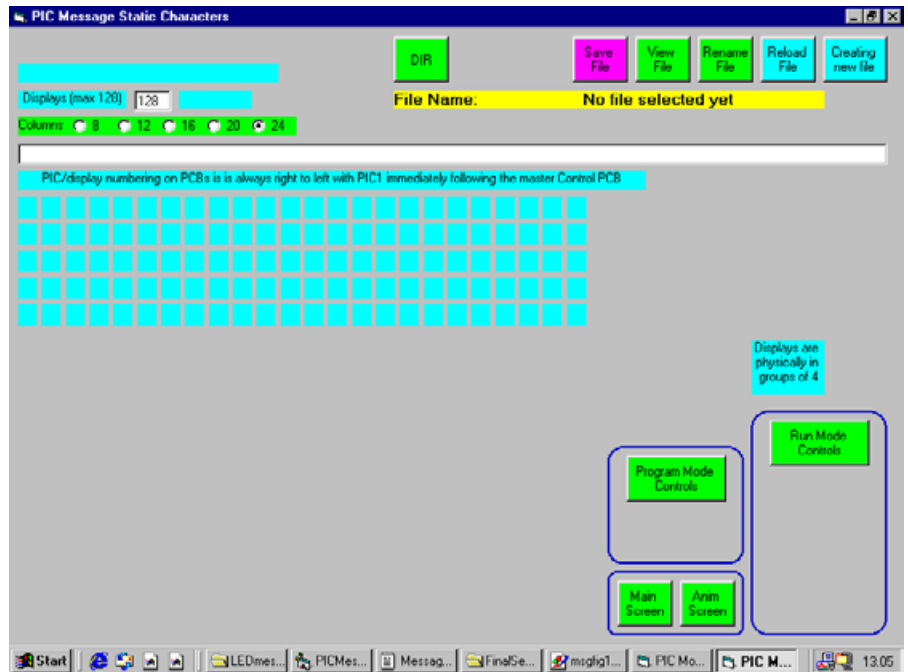 PIC Message Static Characters
DIR
Save File
View File
Rename File
Reload File
Creating new file
Displays (max 128) 128
File Name: No file selected yet
Columns 8 12 16 20 24
PIC/display numbering on PCBs is is always right to left with PIC1 immediately following the master Control PCB
Displays are
physically in
groups of 4
Run Mode
Controls
Program Mode
Controls
Main
Screen
Anim
Screen
Start LEDmes... PICMes... Messag... FinalSe... msgfig1... PIC Mo... PIC M... 13.05